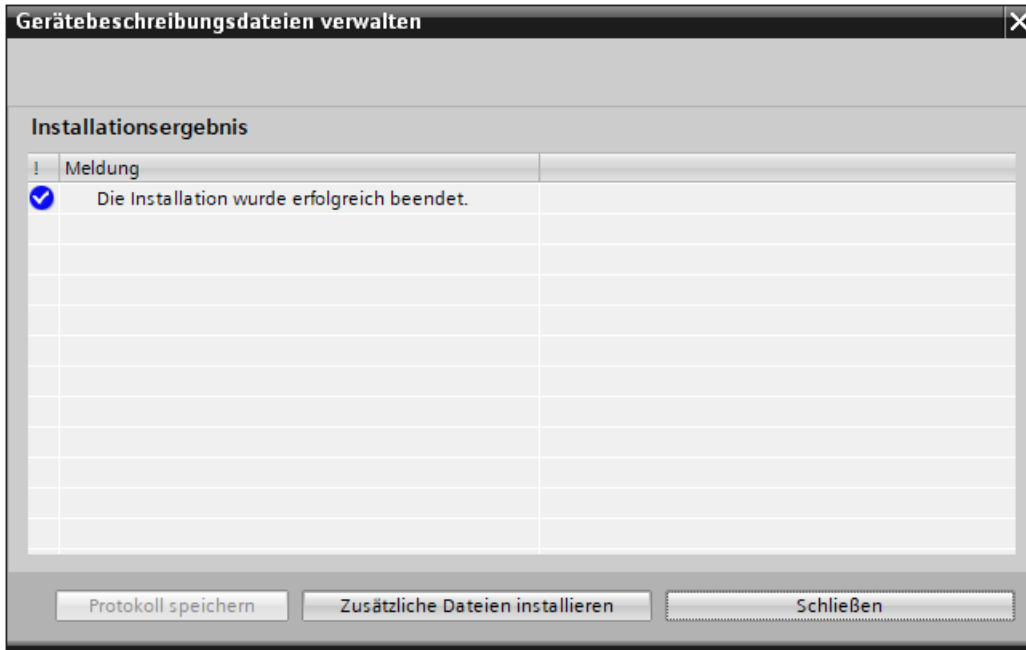 Gerätebeschreibungsdateien verwalten
Installationsergebnis
! Meldung
Die Installation wurde erfolgreich beendet.
Protokoll speichern Zusätzliche Dateien installieren Schließen